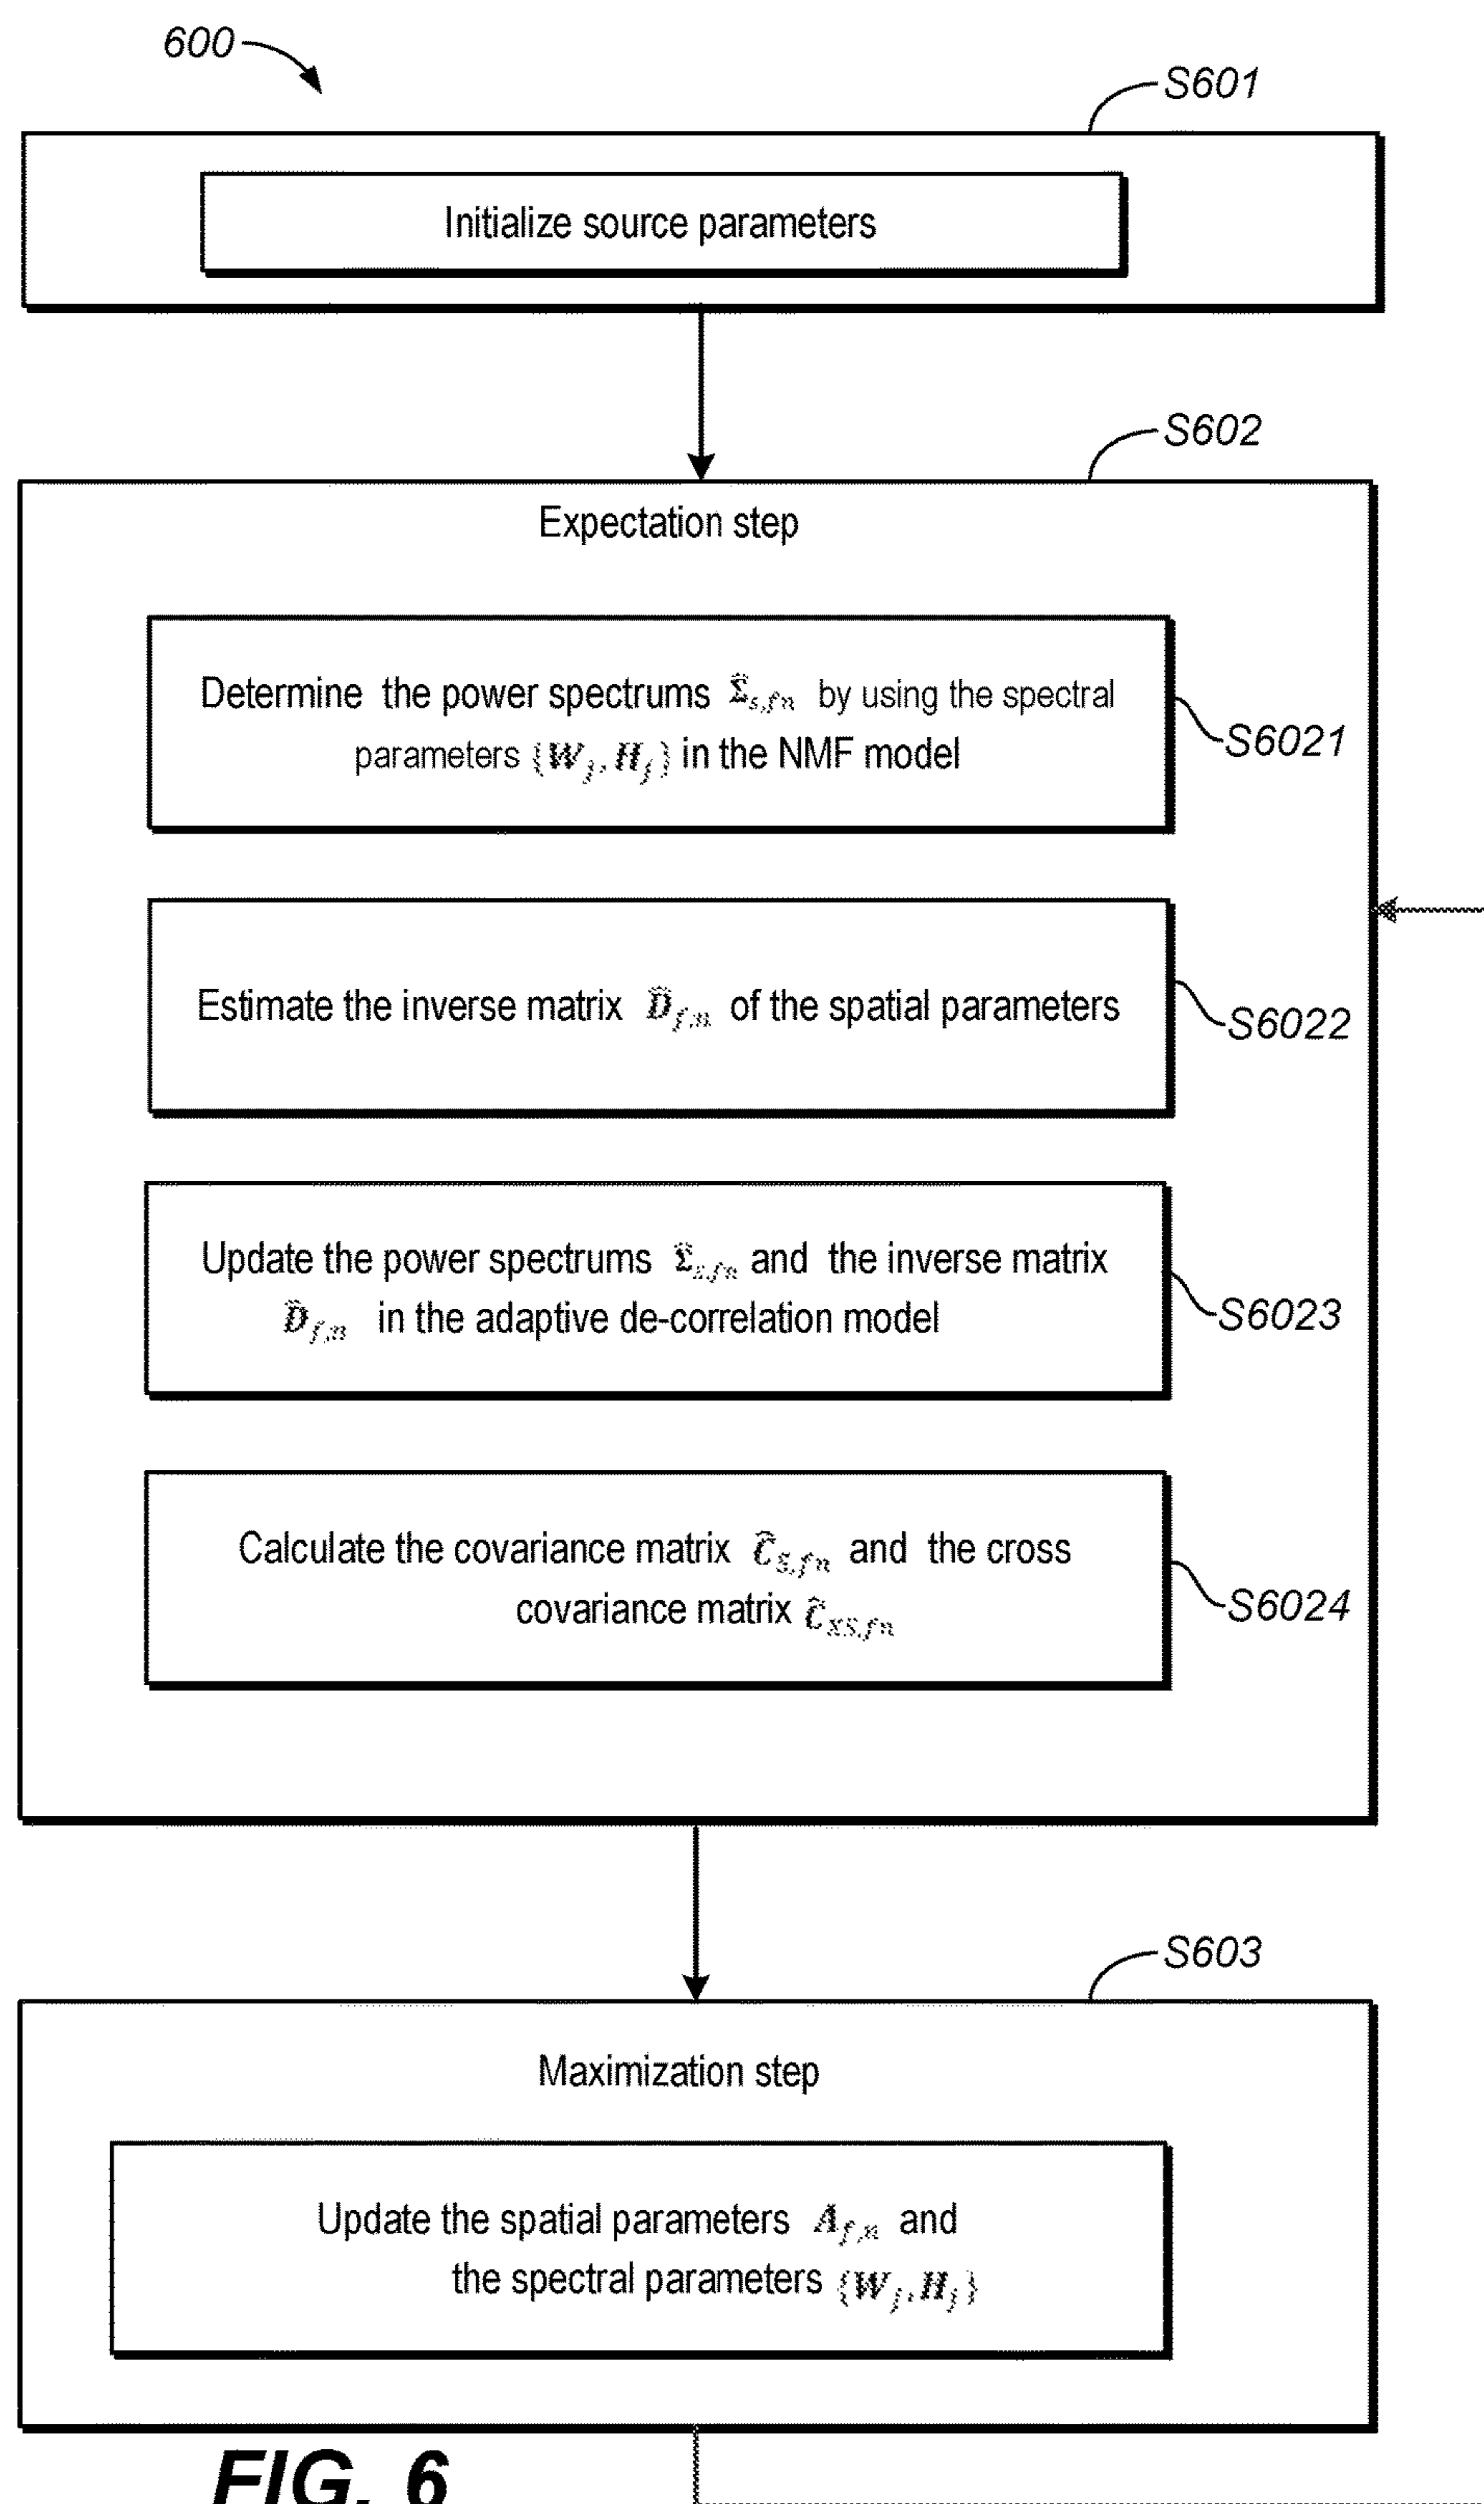 600
S601
Initialize source parameters
S602
Expectation step
Determine the power spectrums Σ̂s,fn by using the spectral
parameters {Wj, Hj} in the NMF model
S6021
Estimate the inverse matrix D̂f,n of the spatial parameters
S6022
Update the power spectrums Σ̂s,fn and the inverse matrix
D̂f,n in the adaptive de-correlation model
S6023
Calculate the covariance matrix ĈS,fn and the cross
covariance matrix ĈXS,fn
S6024
S603
Maximization step
Update the spatial parameters Af,n and
the spectral parameters {Wj, Hj}
FIG. 6